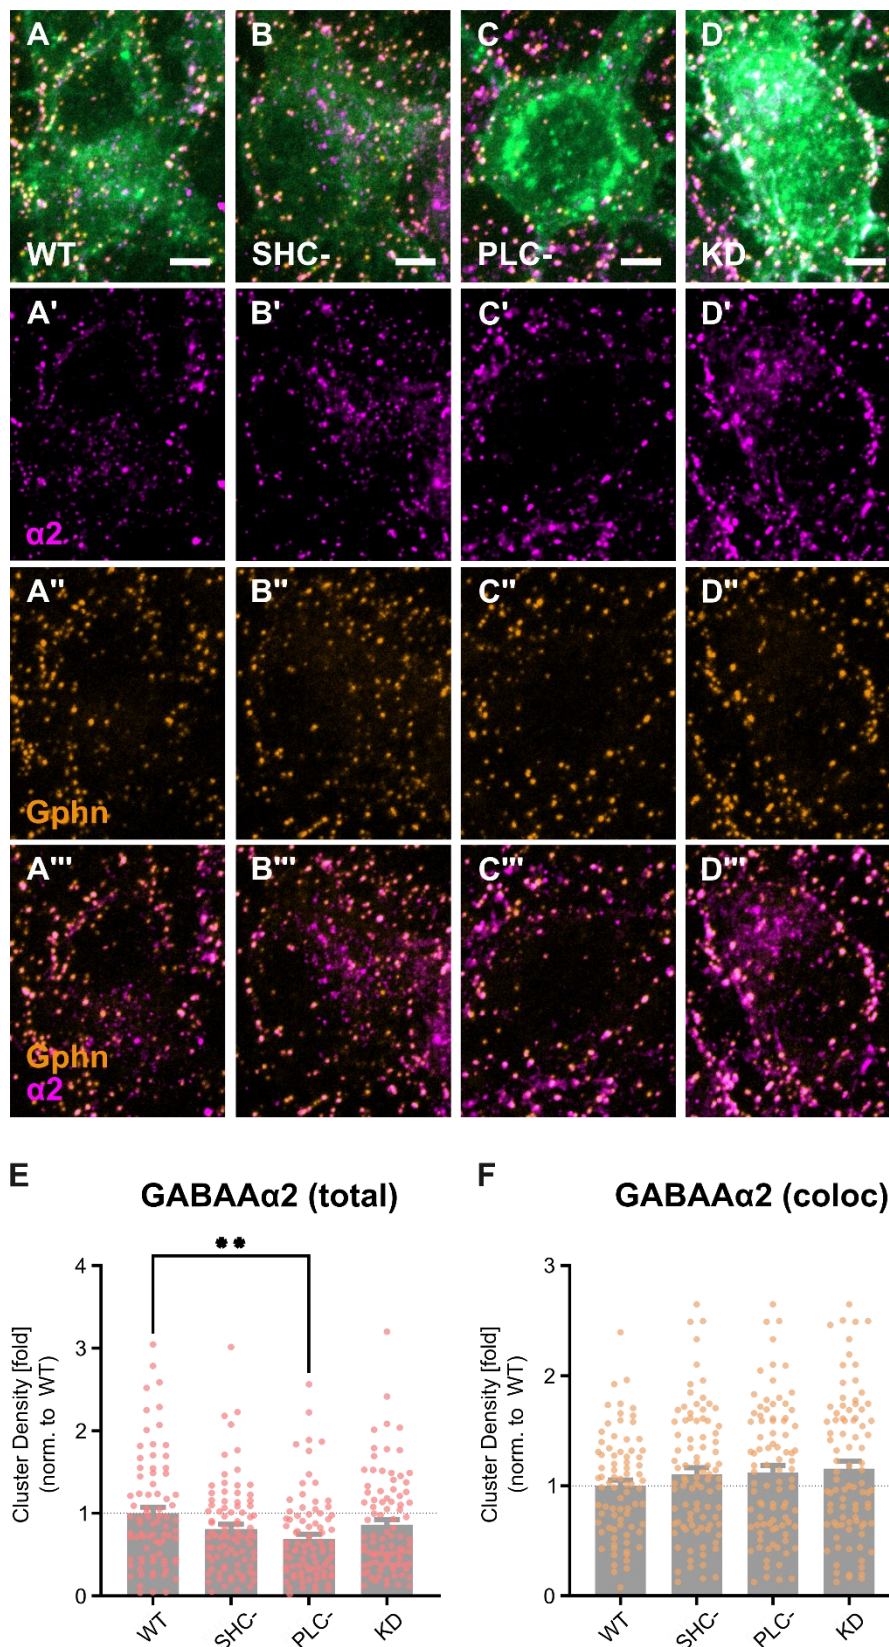 A
B
C
D
WT
SHC-
PLC-
KD
A'
B'
C'
D'
α2
A''
B''
C''
D''
Gphn
A'''
B'''
C'''
D'''
Gphn
α2
E
GABAAα2 (total)
**
Cluster Density [fold]
(norm. to WT)
4
3
2
1
0
WT
SHC-
PLC-
KD
F
GABAAα2 (coloc)
Cluster Density [fold]
(norm. to WT)
3
2
1
0
WT
SHC-
PLC-
KD